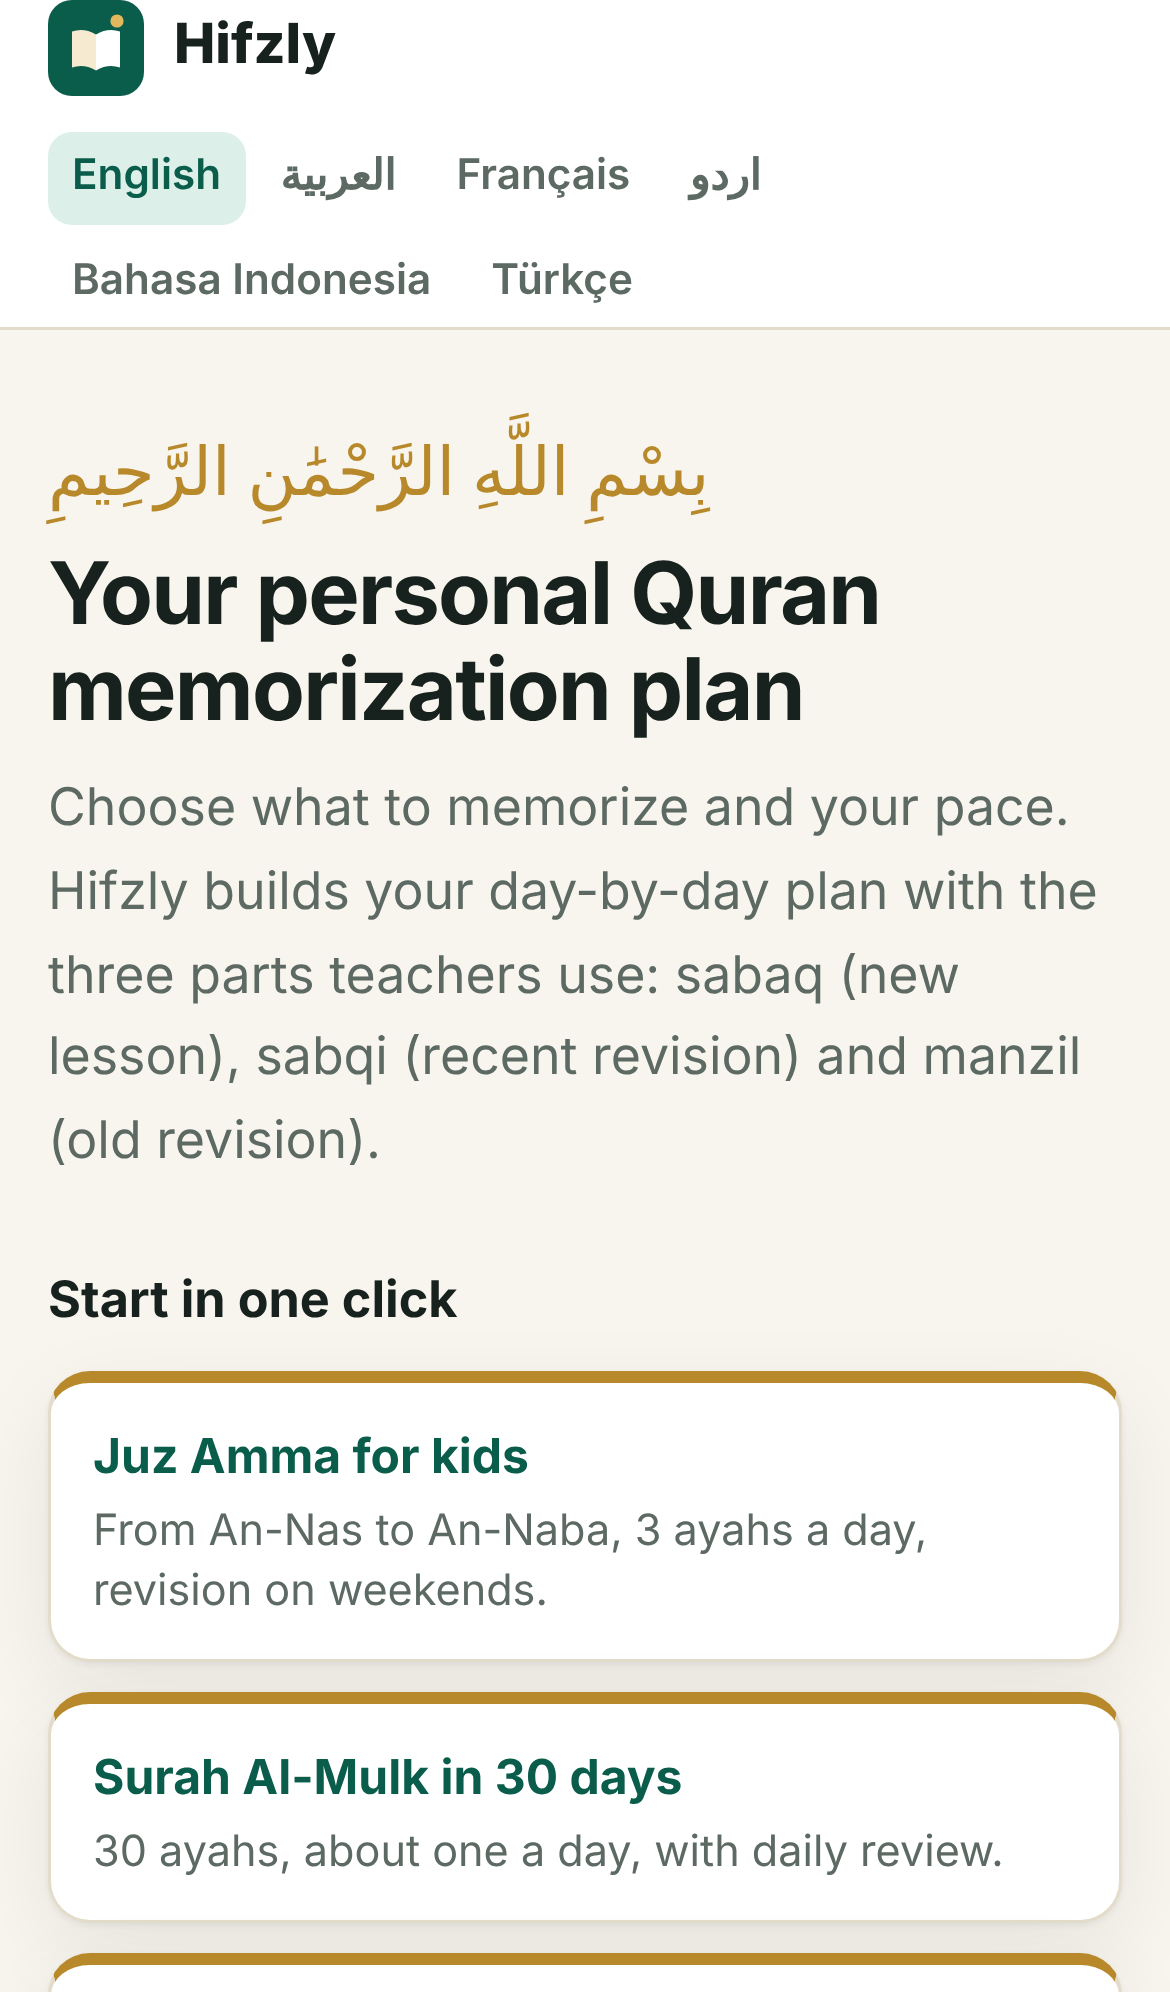 Hifzly
English العربية Français اردو
Bahasa Indonesia Türkçe
بِسْمِ اللَّهِ الرَّحْمَٰنِ الرَّحِيمِ
Your personal Quran
memorization plan
Choose what to memorize and your pace.
Hifzly builds your day-by-day plan with the
three parts teachers use: sabaq (new
lesson), sabqi (recent revision) and manzil
(old revision).
Start in one click
Juz Amma for kids
From An-Nas to An-Naba, 3 ayahs a day,
revision on weekends.
Surah Al-Mulk in 30 days
30 ayahs, about one a day, with daily review.